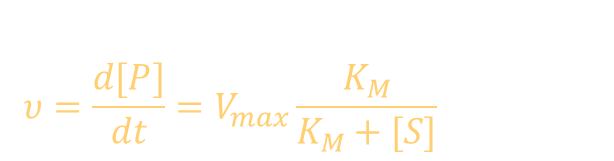 υ = d[P]/dt = V_max K_M/(K_M + [S])